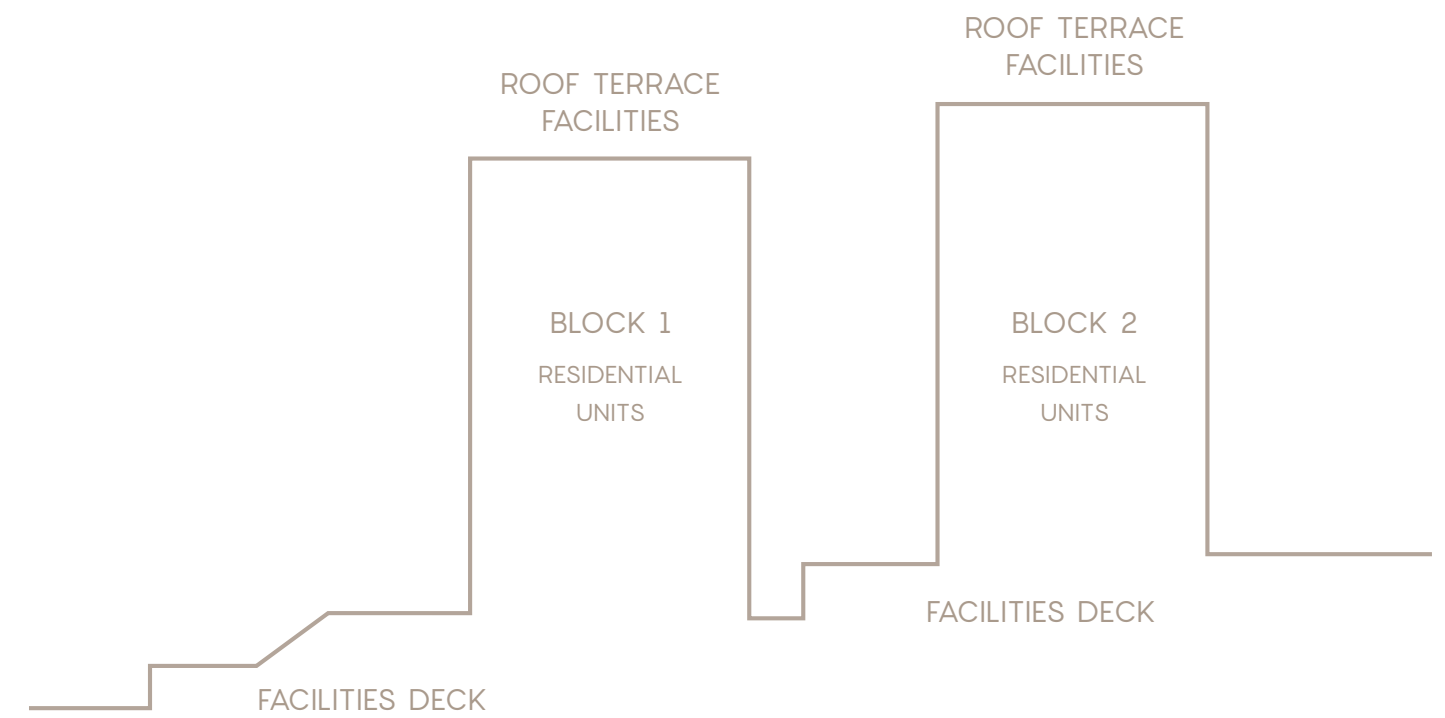 ROOF TERRACE
FACILITIES
ROOF TERRACE
FACILITIES
BLOCK 1
RESIDENTIAL
UNITS
BLOCK 2
RESIDENTIAL
UNITS
FACILITIES DECK
FACILITIES DECK